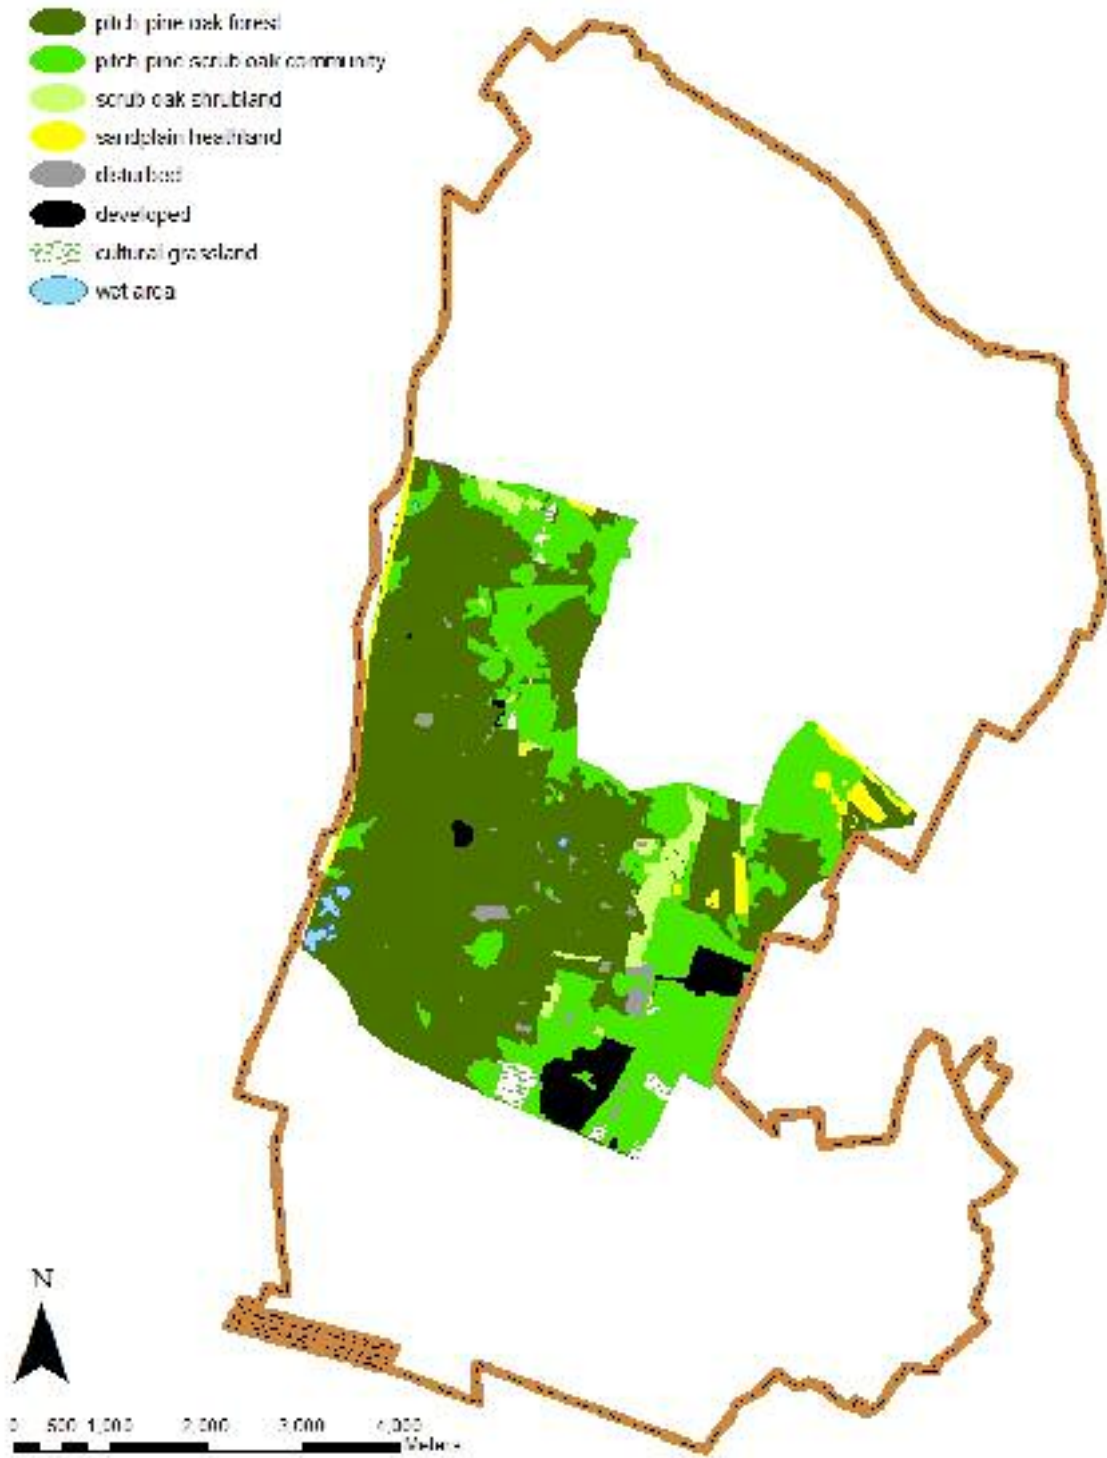 pitch pine oak forest
pitch pine scrub oak community
scrub oak shrubland
sandplain heathland
disturbed
developed
cultural grassland
wet area
N
0 500 1,000 2,000 3,000 4,000
Meters